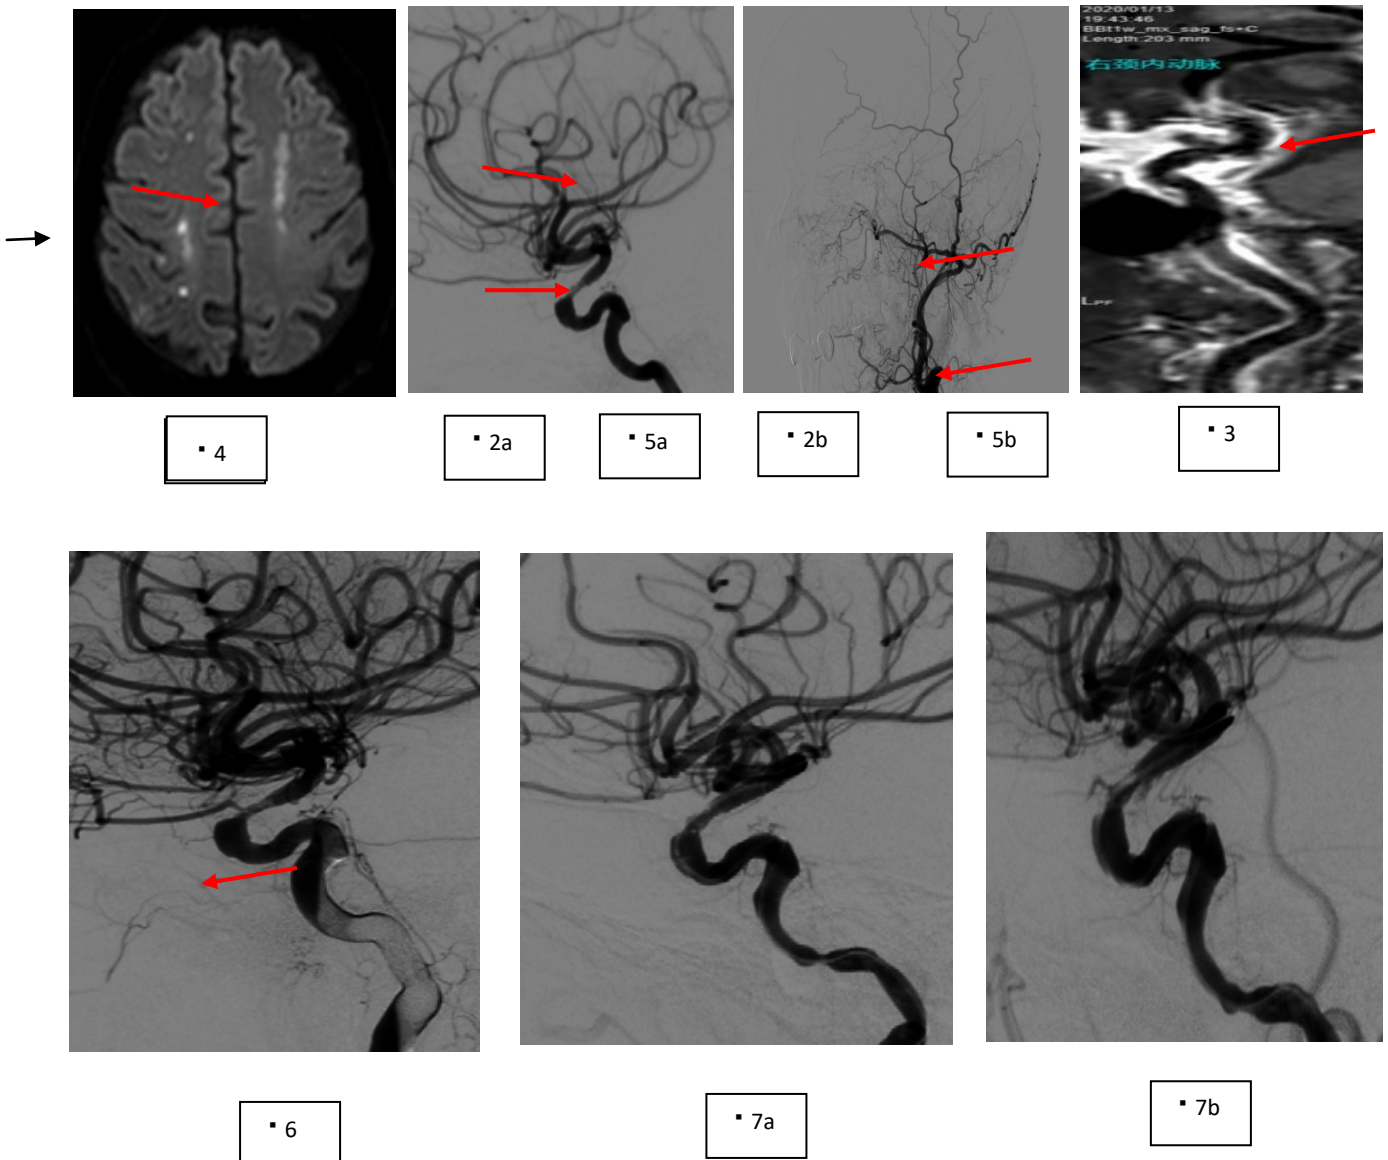 2020/01/13
19:43:46
BBt1w_mx_sag_fs+C
Length:203 mm
右颈内动脉
LPF
▪ 4
▪ 2a
▪ 5a
▪ 2b
▪ 5b
▪ 3
▪ 6
▪ 7a
▪ 7b